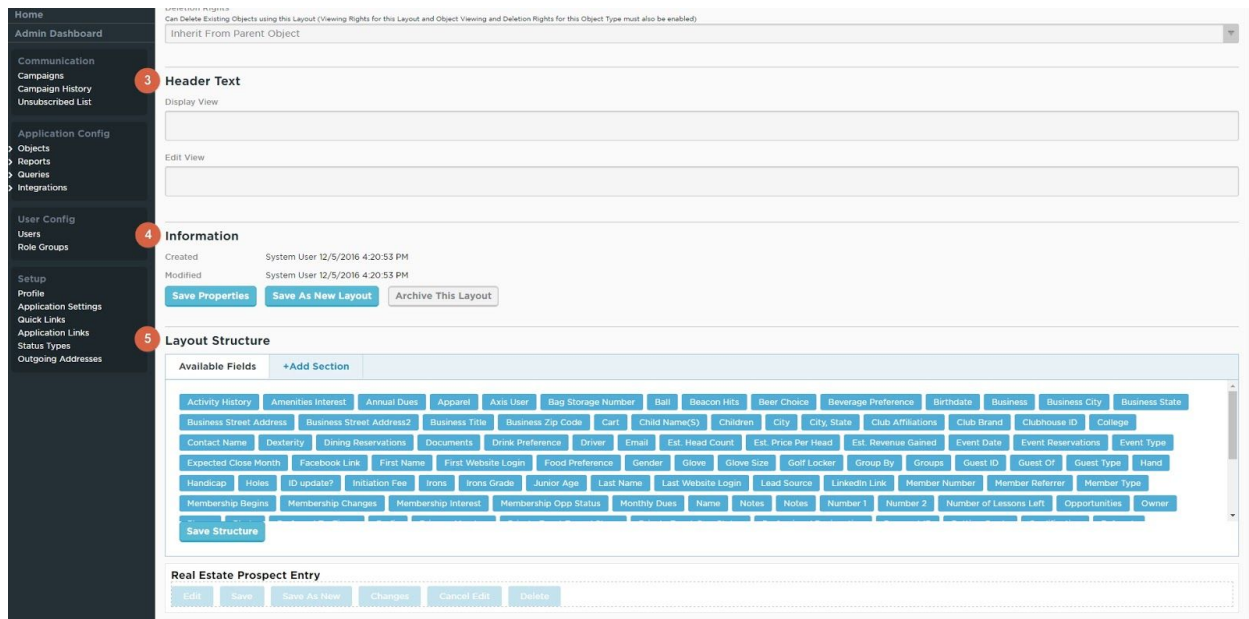 Home
Admin Dashboard
Communication
Campaigns
Campaign History
Unsubscribed List
Application Config
Objects
Reports
Queries
Integrations
User Config
Users
Role Groups
Setup
Profile
Application Settings
Quick Links
Application Links
Status Types
Outgoing Addresses
Deletion Rights
Can Delete Existing Objects using this Layout (Viewing Rights for this Layout and Object Viewing and Deletion Rights for this Object Type must also be enabled)
Inherit From Parent Object
3 Header Text
Display View
Edit View
4 Information
Created System User 12/5/2016 4:20:53 PM
Modified System User 12/5/2016 4:20:53 PM
Save Properties Save As New Layout Archive This Layout
5 Layout Structure
Available Fields +Add Section
Activity History Amenities Interest Annual Dues Apparel Axis User Bag Storage Number Ball Beacon Hits Beer Choice Beverage Preference Birthdate Business Business City Business State
Business Street Address Business Street Address2 Business Title Business Zip Code Cart Child Name(S) Children City City, State Club Affiliations Club Brand Clubhouse ID College
Contact Name Dexterity Dining Reservations Documents Drink Preference Driver Email Est. Head Count Est. Price Per Head Est. Revenue Gained Event Date Event Reservations Event Type
Expected Close Month Facebook Link First Name First Website Login Food Preference Gender Glove Glove Size Golf Locker Group By Groups Guest ID Guest Of Guest Type Hand
Handicap Holes ID update? Initiation Fee Irons Irons Grade Junior Age Last Name Last Website Login Lead Source LinkedIn Link Member Number Member Referrer Member Type
Membership Begins Membership Changes Membership Interest Membership Opp Status Monthly Dues Name Notes Notes Number 1 Number 2 Number of Lessons Left Opportunities Owner
Save Structure
Real Estate Prospect Entry
Edit Save Save As New Changes Cancel Edit Delete